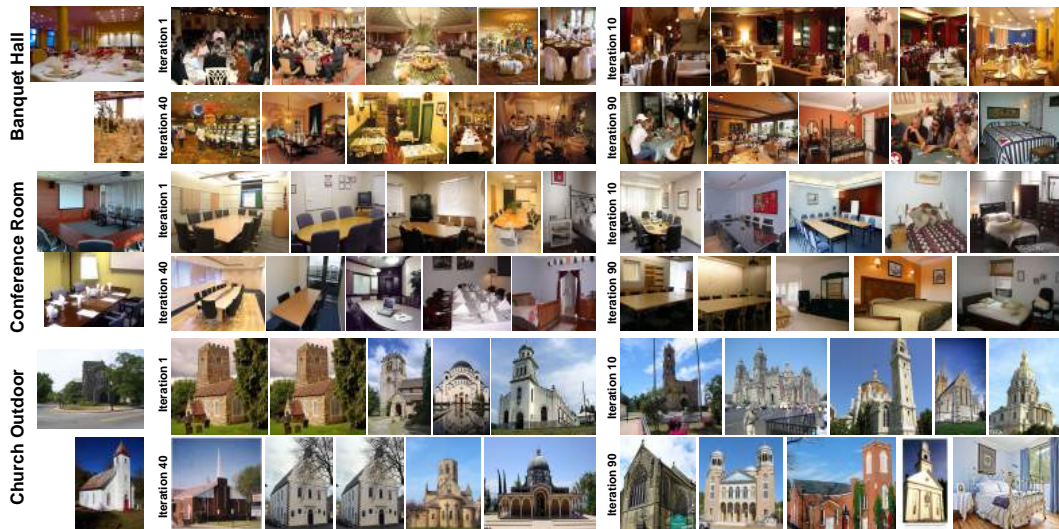 Banquet Hall
Iteration 1
Iteration 10
Iteration 40
Iteration 90
Conference Room
Iteration 1
Iteration 10
Iteration 40
Iteration 90
Church Outdoor
Iteration 1
Iteration 10
Iteration 40
Iteration 90